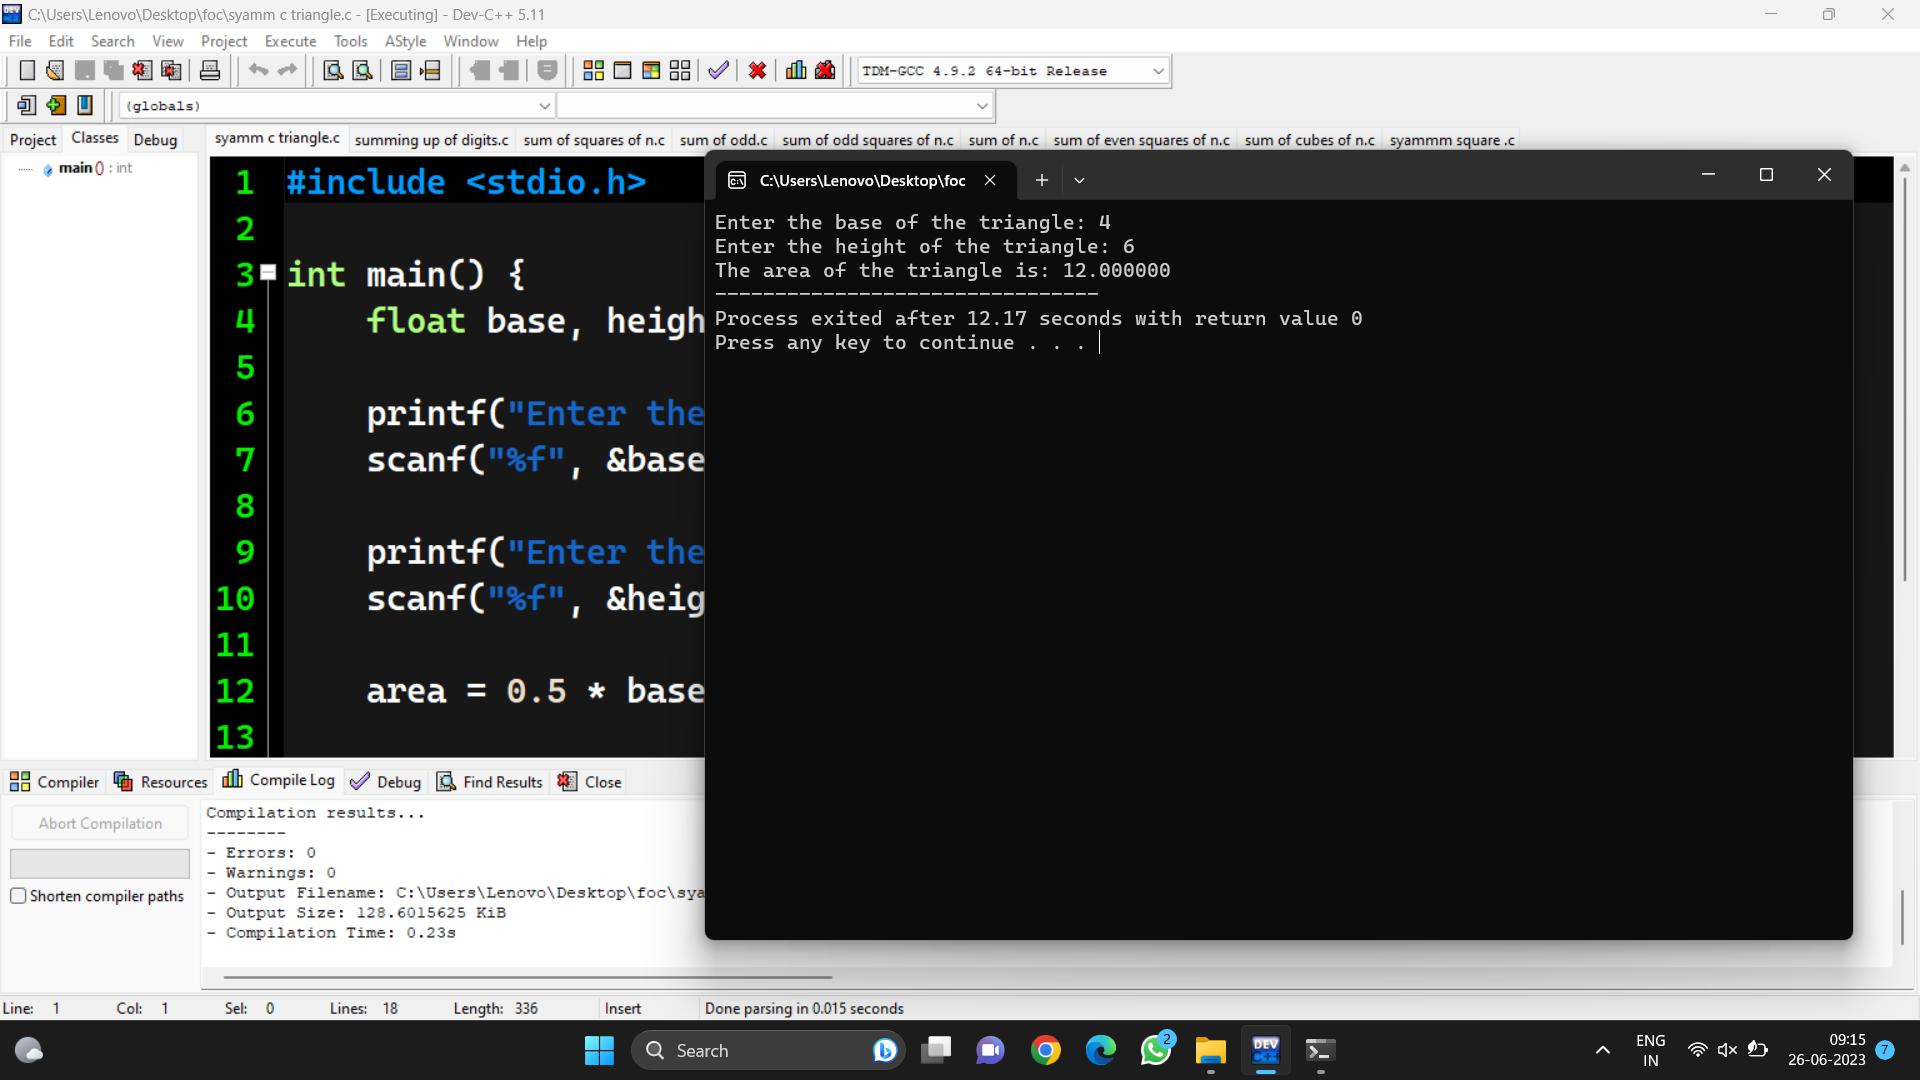 C:\Users\Lenovo\Desktop\foc\syamm c triangle.c - [Executing] - Dev-C++ 5.11
File Edit Search View Project Execute Tools AStyle Window Help
TDM-GCC 4.9.2 64-bit Release
(globals)
Project Classes Debug
syamm c triangle.c summing up of digits.c sum of squares of n.c sum of odd.c sum of odd squares of n.c sum of n.c sum of even squares of n.c sum of cubes of n.c syammm square .c
main () : int
1 #include <stdio.h>
2
3 int main() {
4 float base, heigh
5
6 printf("Enter the
7 scanf("%f", &base
8
9 printf("Enter the
10 scanf("%f", &heig
11
12 area = 0.5 * base
13
C:\Users\Lenovo\Desktop\foc
Enter the base of the triangle: 4
Enter the height of the triangle: 6
The area of the triangle is: 12.000000
--------------------------------
Process exited after 12.17 seconds with return value 0
Press any key to continue . . .
Compiler Resources Compile Log Debug Find Results Close
Abort Compilation
Shorten compiler paths
Compilation results...
--------
- Errors: 0
- Warnings: 0
- Output Filename: C:\Users\Lenovo\Desktop\foc\sya
- Output Size: 128.6015625 KiB
- Compilation Time: 0.23s
Line: 1 Col: 1 Sel: 0 Lines: 18 Length: 336 Insert Done parsing in 0.015 seconds
Search
DEV C++
2
ENG
IN
09:15
26-06-2023
7